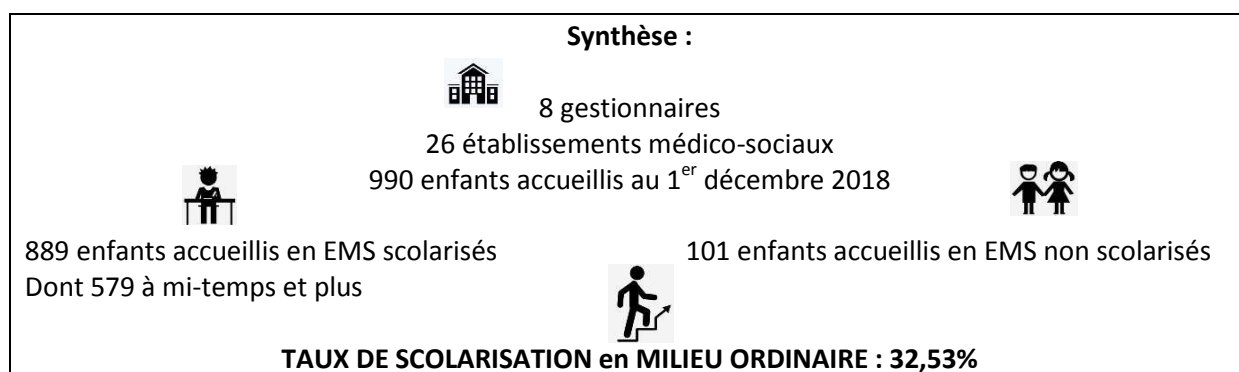 Synthèse :
8 gestionnaires
26 établissements médico-sociaux
990 enfants accueillis au 1er décembre 2018
889 enfants accueillis en EMS scolarisés
101 enfants accueillis en EMS non scolarisés
Dont 579 à mi-temps et plus
TAUX DE SCOLARISATION en MILIEU ORDINAIRE : 32,53%